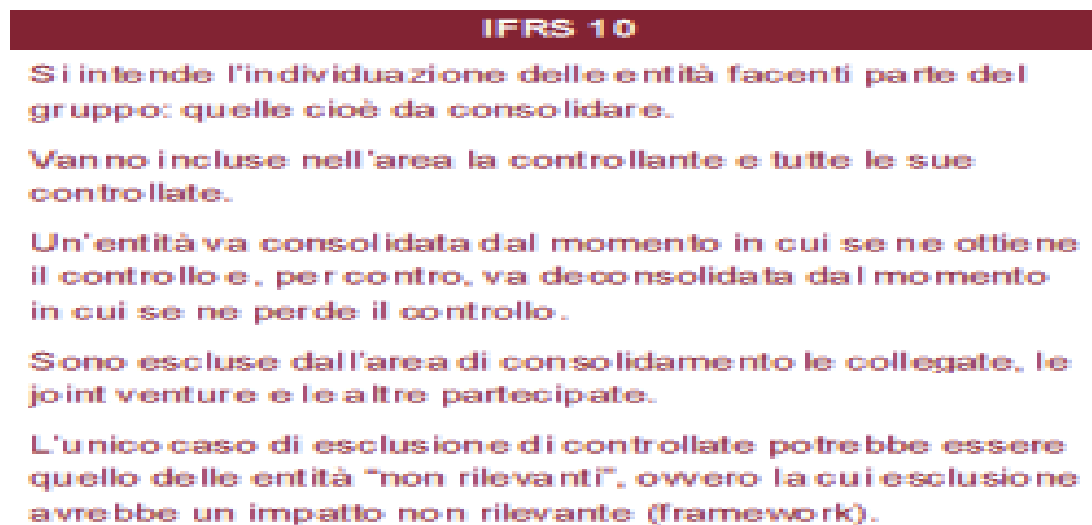 IFRS 10
Si intende l'individuazione delle entità facenti parte del
gruppo: quelle cioè da consolidare.
Vanno incluse nell'area la controllante e tutte le sue
controllate.
Un'entità va consolidata dal momento in cui se ne ottiene
il controllo e, per contro, va deconsolidata dal momento
in cui se ne perde il controllo.
Sono escluse dall'area di consolidamento le collegate, le
joint venture e le altre partecipate.
L'unico caso di esclusione di controllate potrebbe essere
quello delle entità "non rilevanti", ovvero la cui esclusione
avrebbe un impatto non rilevante (framework).